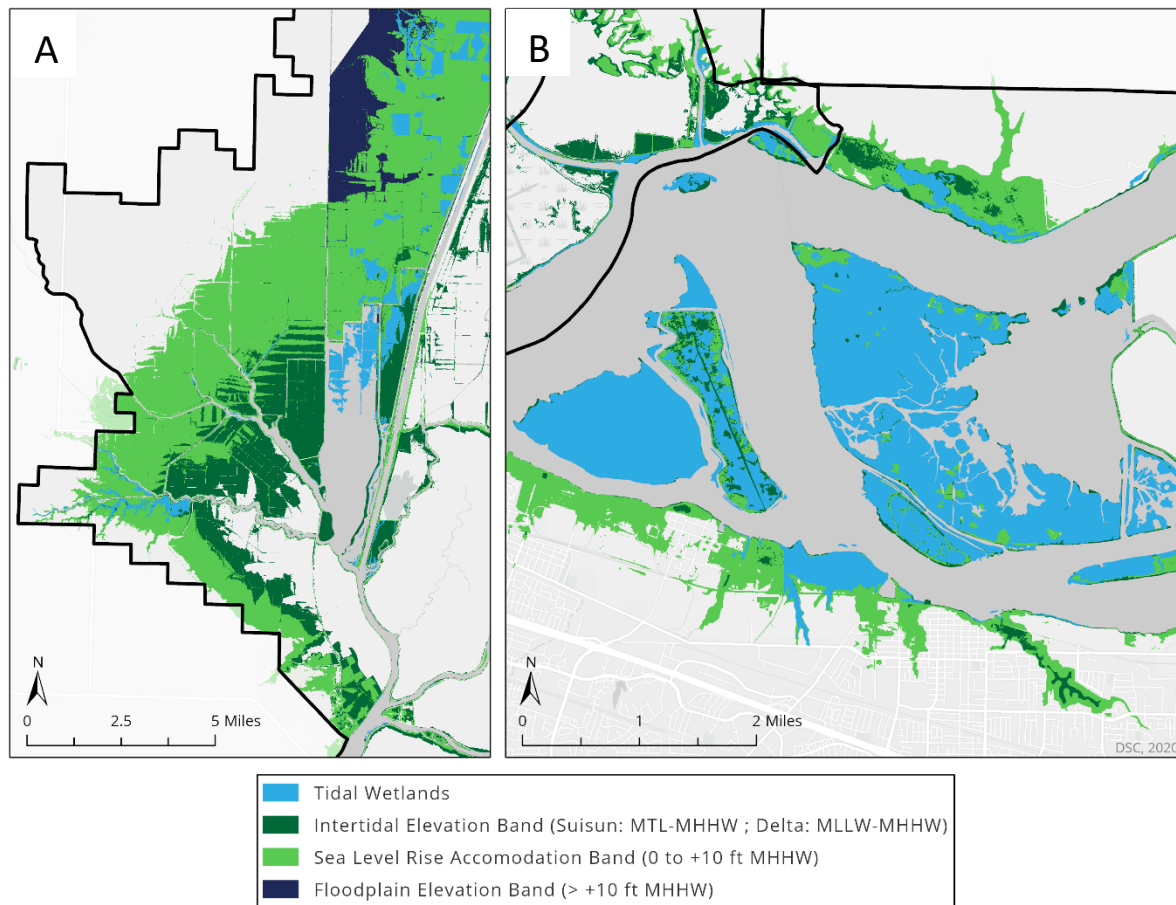 A
B
N
0 2.5 5 Miles
N
0 1 2 Miles
DSC, 2020
Tidal Wetlands
Intertidal Elevation Band (Suisun: MTL-MHHW ; Delta: MLLW-MHHW)
Sea Level Rise Accomodation Band (0 to +10 ft MHHW)
Floodplain Elevation Band (> +10 ft MHHW)